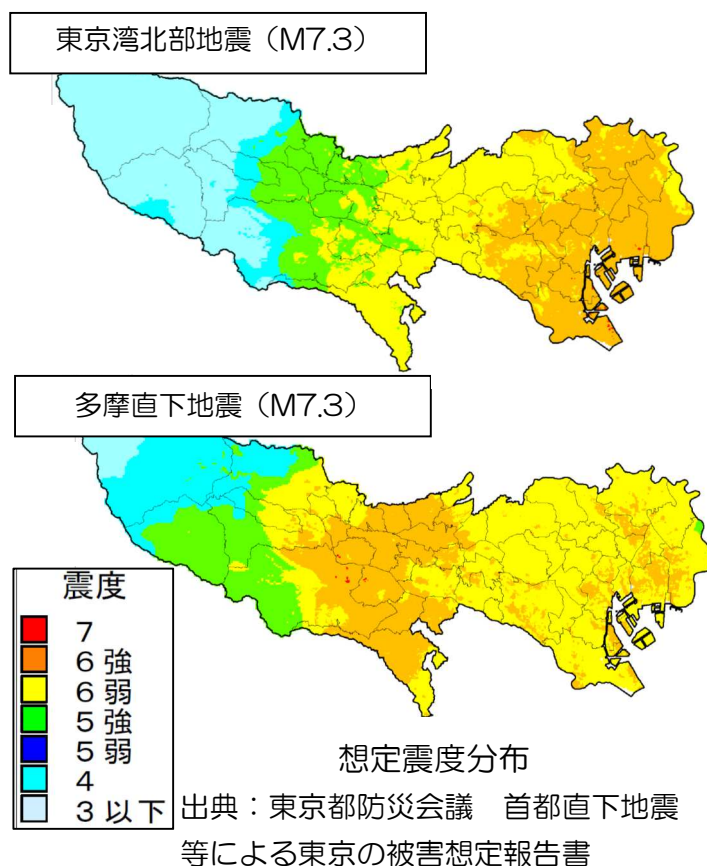 東京湾北部地震（M7.3）
多摩直下地震（M7.3）
震度
7
6強
6弱
5強
5弱
4
3以下
想定震度分布
出典：東京都防災会議　首都直下地震
等による東京の被害想定報告書